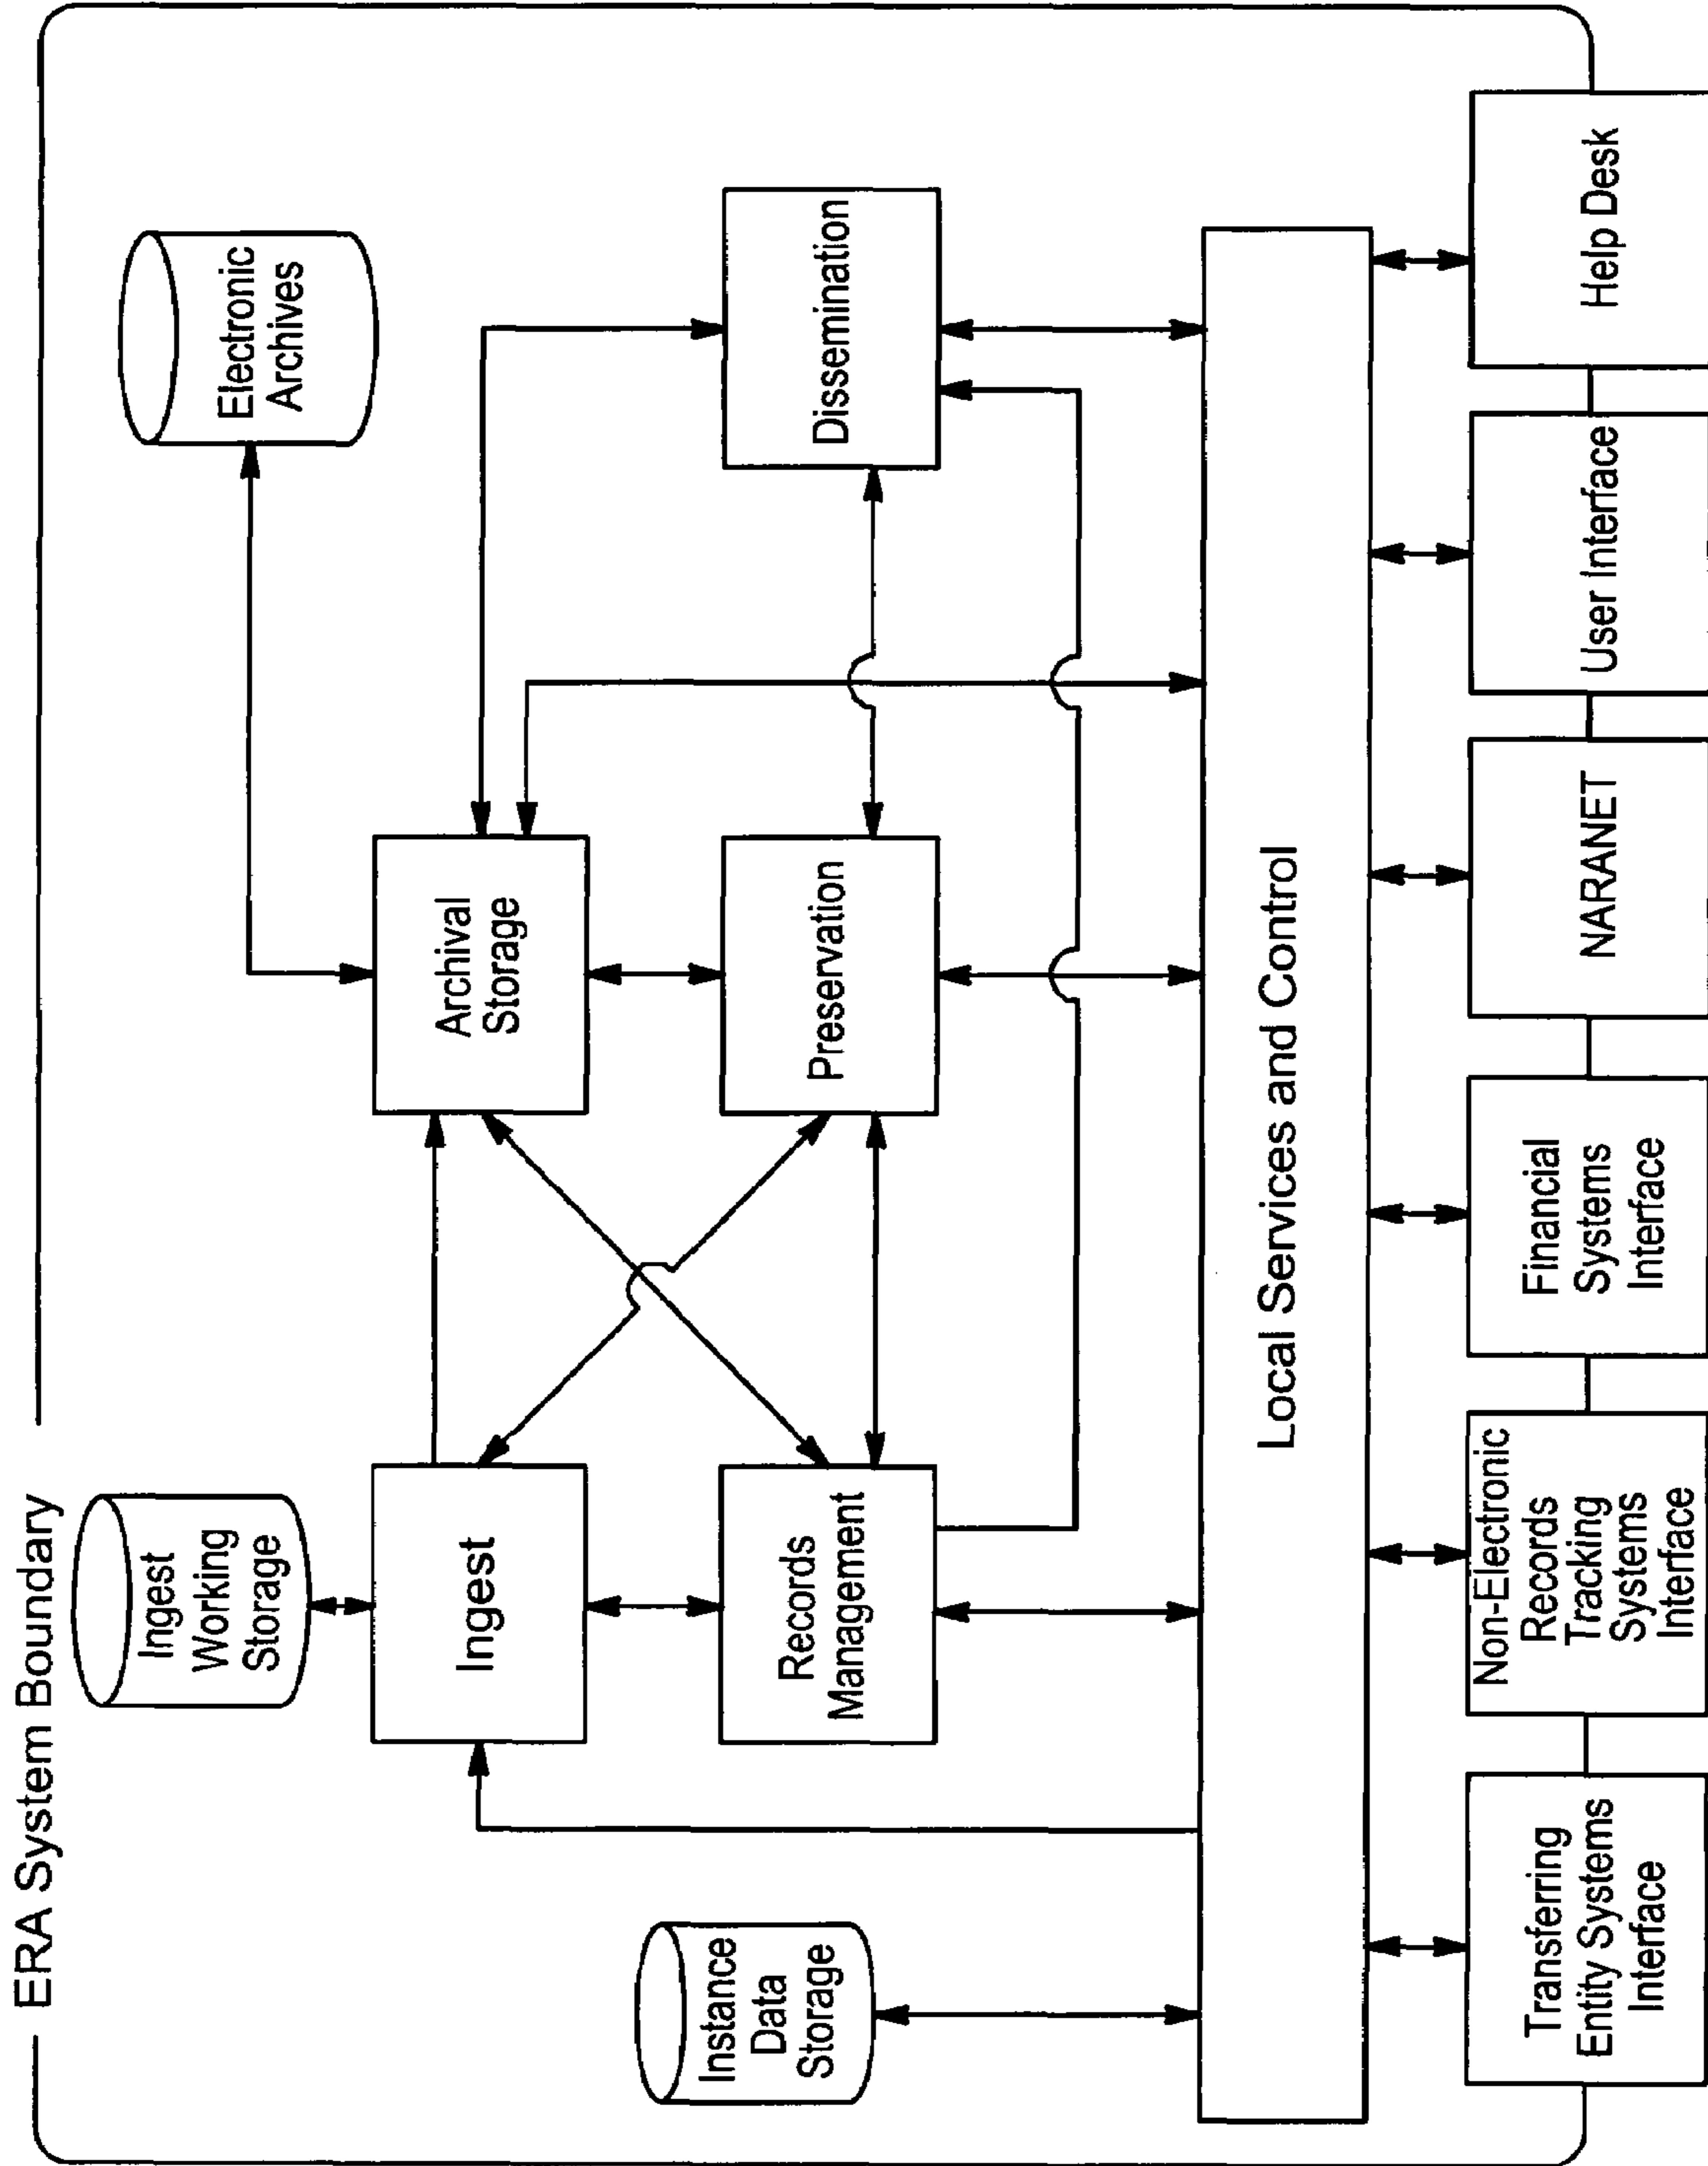 ERA System Boundary
Ingest
Working
Storage
Electronic
Archives
Ingest
Archival
Storage
Instance
Data
Storage
Records
Management
Preservation
Dissemination
Local Services and Control
Transferring
Entity Systems
Interface
Non-Electronic
Records
Tracking
Systems
Interface
Financial
Systems
Interface
NARANET
User Interface
Help Desk